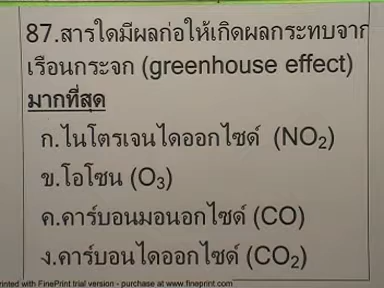 87.สารใดมีผลก่อให้เกิดผลกระทบจาก
เรือนกระจก (greenhouse effect)
มากที่สุด
ก.ไนโตรเจนไดออกไซด์ (NO₂)
ข.โอโซน (O₃)
ค.คาร์บอนมอนอกไซด์ (CO)
ง.คาร์บอนไดออกไซด์ (CO₂)
rinted with FinePrint trial version - purchase at www.fineprint.com